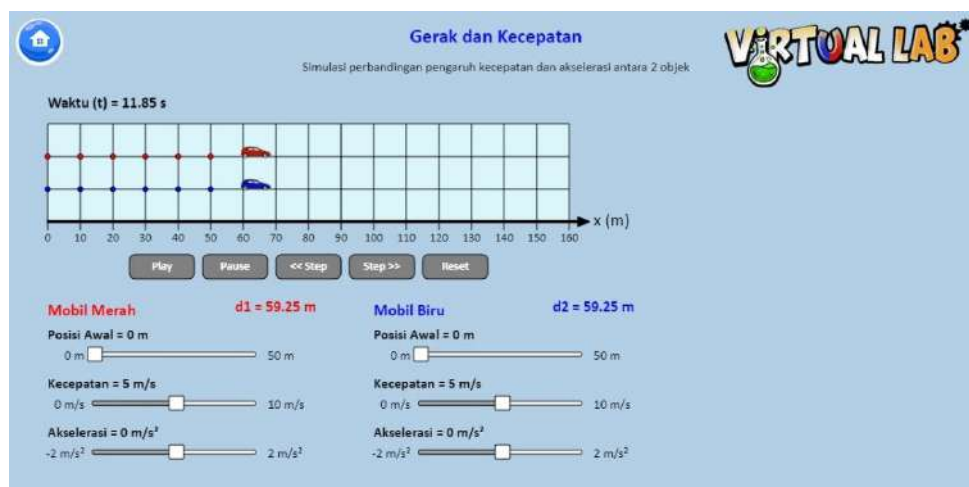 Gerak dan Kecepatan
Simulasi perbandingan pengaruh kecepatan dan akselerasi antara 2 objek
VIRTUAL LAB
Waktu (t) = 11.85 s
x (m)
0 10 20 30 40 50 60 70 80 90 100 110 120 130 140 150 160
Play Pause << Step Step >> Reset
Mobil Merah d1 = 59.25 m
Posisi Awal = 0 m
0 m 50 m
Kecepatan = 5 m/s
0 m/s 10 m/s
Akselerasi = 0 m/s²
-2 m/s² 2 m/s²
Mobil Biru d2 = 59.25 m
Posisi Awal = 0 m
0 m 50 m
Kecepatan = 5 m/s
0 m/s 10 m/s
Akselerasi = 0 m/s²
-2 m/s² 2 m/s²